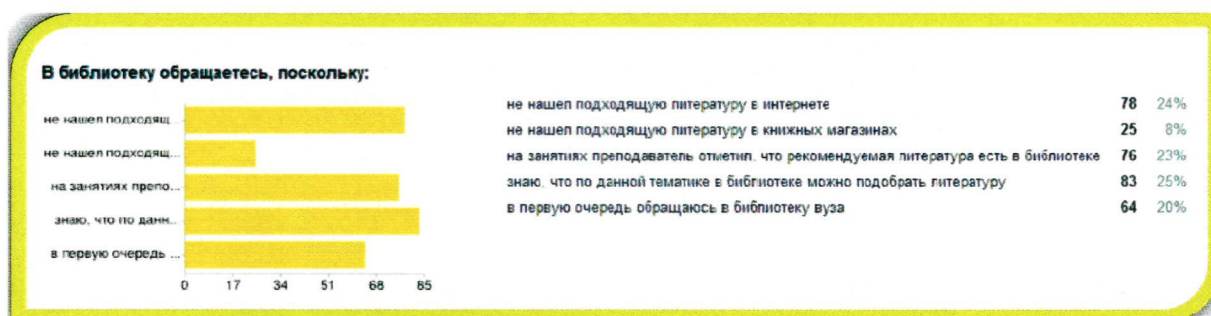 В библиотеку обращаетесь, поскольку:
не нашел подходящ...
не нашел подходящ...
на занятиях препо...
знаю, что по данн...
в первую очередь ...
0 17 34 51 68 85
не нашел подходящую литературу в интернете 78 24%
не нашел подходящую литературу в книжных магазинах 25 8%
на занятиях преподаватель отметил, что рекомендуемая литература есть в библиотеке 76 23%
знаю, что по данной тематике в библиотеке можно подобрать литературу 83 25%
в первую очередь обращаюсь в библиотеку вуза 64 20%